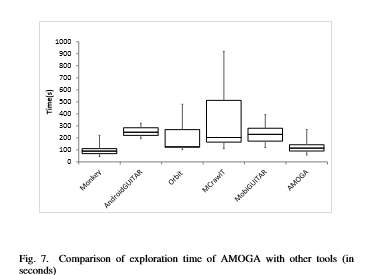 1000
900
800
700
600
500
400
300
200
100
0
Time(s)
Monkey
AndroidGUITAR
Orbit
MCrawlT
MobiGUITAR
AMOGA
Fig. 7. Comparison of exploration time of AMOGA with other tools (in
seconds)